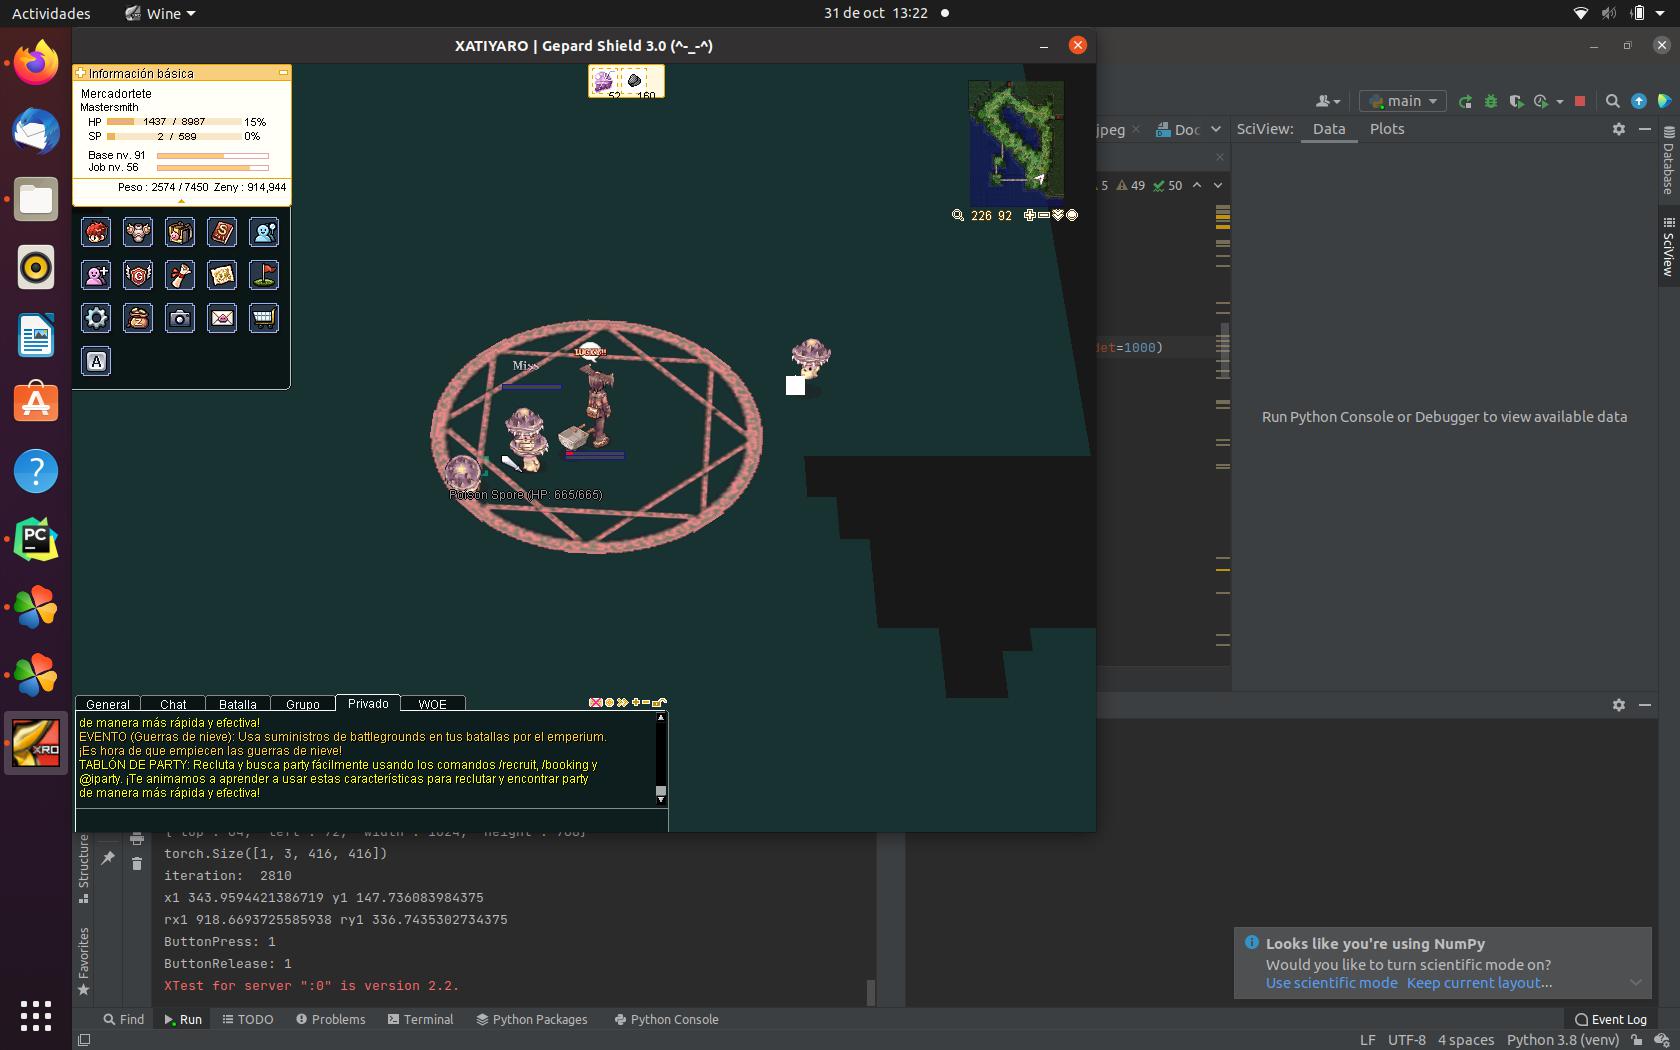 Actividades
Wine
31 de oct 13:22
XATIYARO | Gepard Shield 3.0 (^-_-^)
Información básica
Mercadortete
Mastersmith
HP 1437 / 8987 15%
SP 2 / 589 0%
Base nv. 91
Job nv. 56
Peso : 2574 / 7450 Zeny : 914,944
52 160
226 92
A
Miss
Poison Spore (HP: 665/665)
General Chat Batalla Grupo Privado WOE
de manera más rápida y efectiva!
EVENTO (Guerras de nieve): Usa suministros de battlegrounds en tus batallas por el emperium.
¡Es hora de que empiecen las guerras de nieve!
TABLÓN DE PARTY: Recluta y busca party fácilmente usando los comandos /recruit, /booking y
@iparty. ¡Te animamos a aprender a usar estas características para reclutar y encontrar party
de manera más rápida y efectiva!
main
jpeg
Doc
SciView: Data Plots
5 49 50
det=1000)
Run Python Console or Debugger to view available data
Database
SciView
PC
XRO
Structure
Favorites
torch.Size([1, 3, 416, 416])
iteration: 2810
x1 343.9594421386719 y1 147.736083984375
rx1 918.6693725585938 ry1 336.7435302734375
ButtonPress: 1
ButtonRelease: 1
XTest for server ":0" is version 2.2.
Looks like you're using NumPy
Would you like to turn scientific mode on?
Use scientific mode Keep current layout...
Find Run TODO Problems Terminal Python Packages Python Console
Event Log
LF UTF-8 4 spaces Python 3.8 (venv)